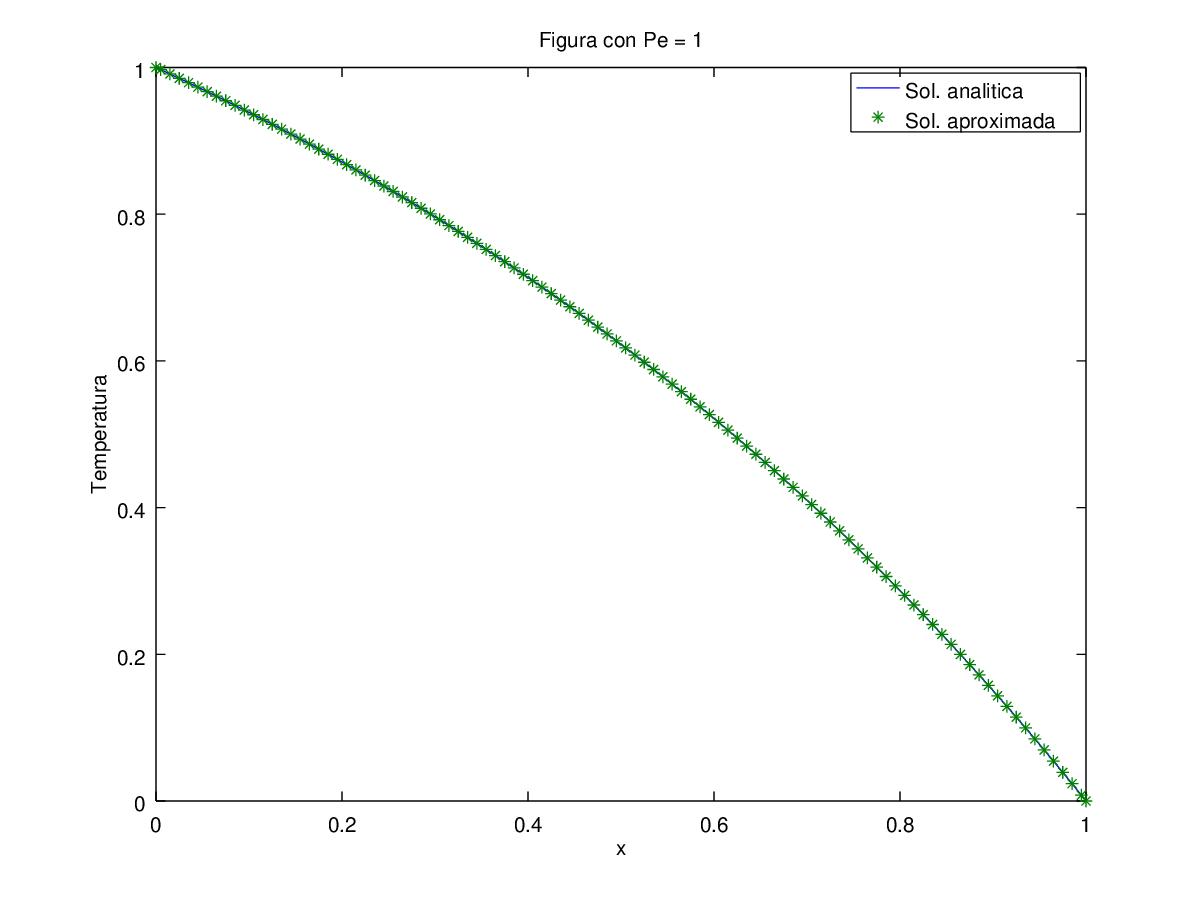 Figura con Pe = 1
Sol. analitica
Sol. aproximada
1
0.8
0.6
0.4
0.2
0
Temperatura
0 0.2 0.4 0.6 0.8 1
x